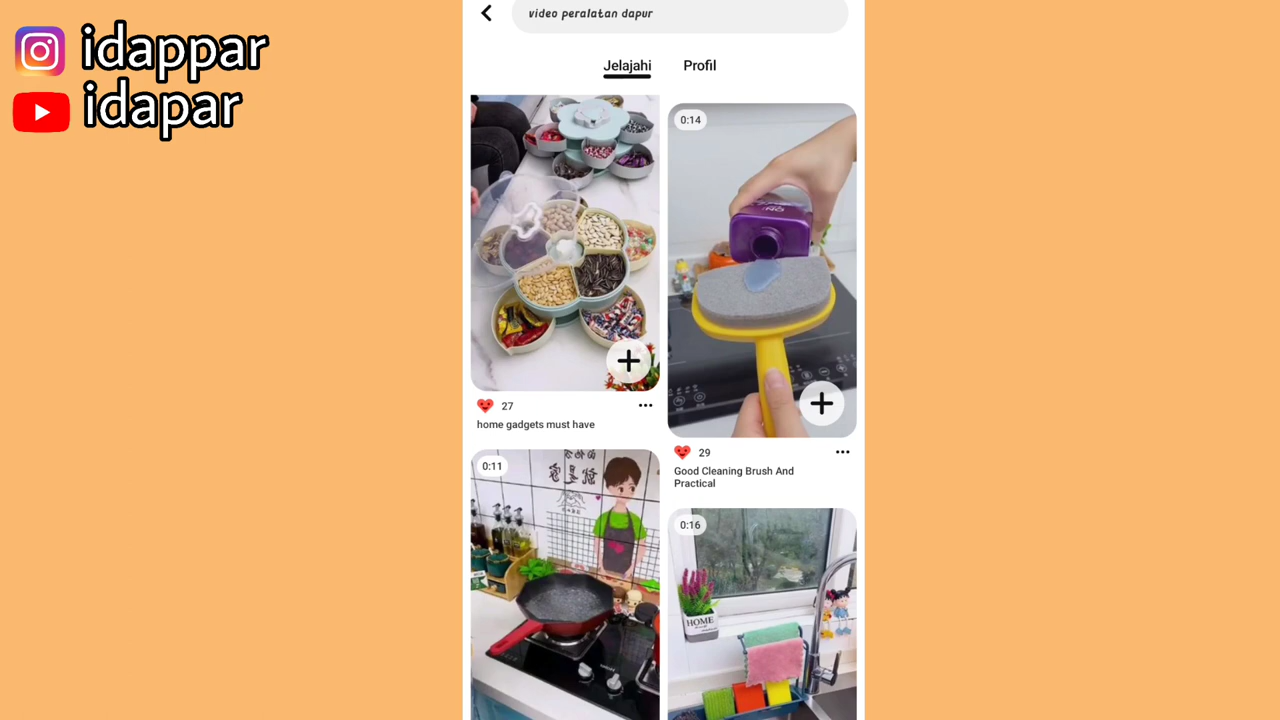 idappar
idapar
video peralatan dapur
Jelajahi
Profil
0:14
27
home gadgets must have
29
Good Cleaning Brush And
Practical
0:11
0:16
HOME